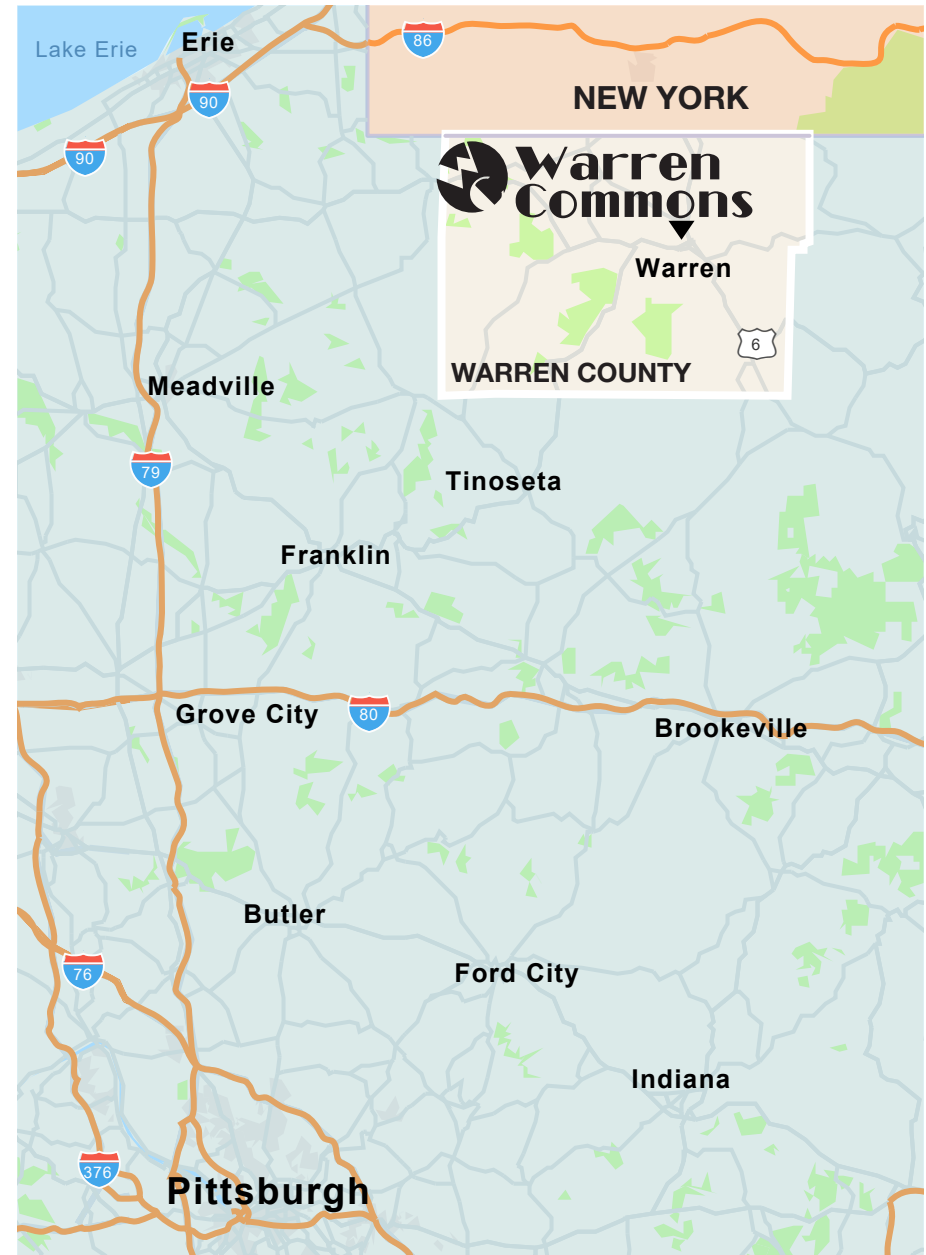 Erie
Lake Erie
86
90
NEW YORK
90
Warren
Commons
Warren
6
WARREN COUNTY
Meadville
79
Tinoseta
Franklin
Grove City
80
Brookeville
Butler
76
Ford City
Indiana
376
Pittsburgh